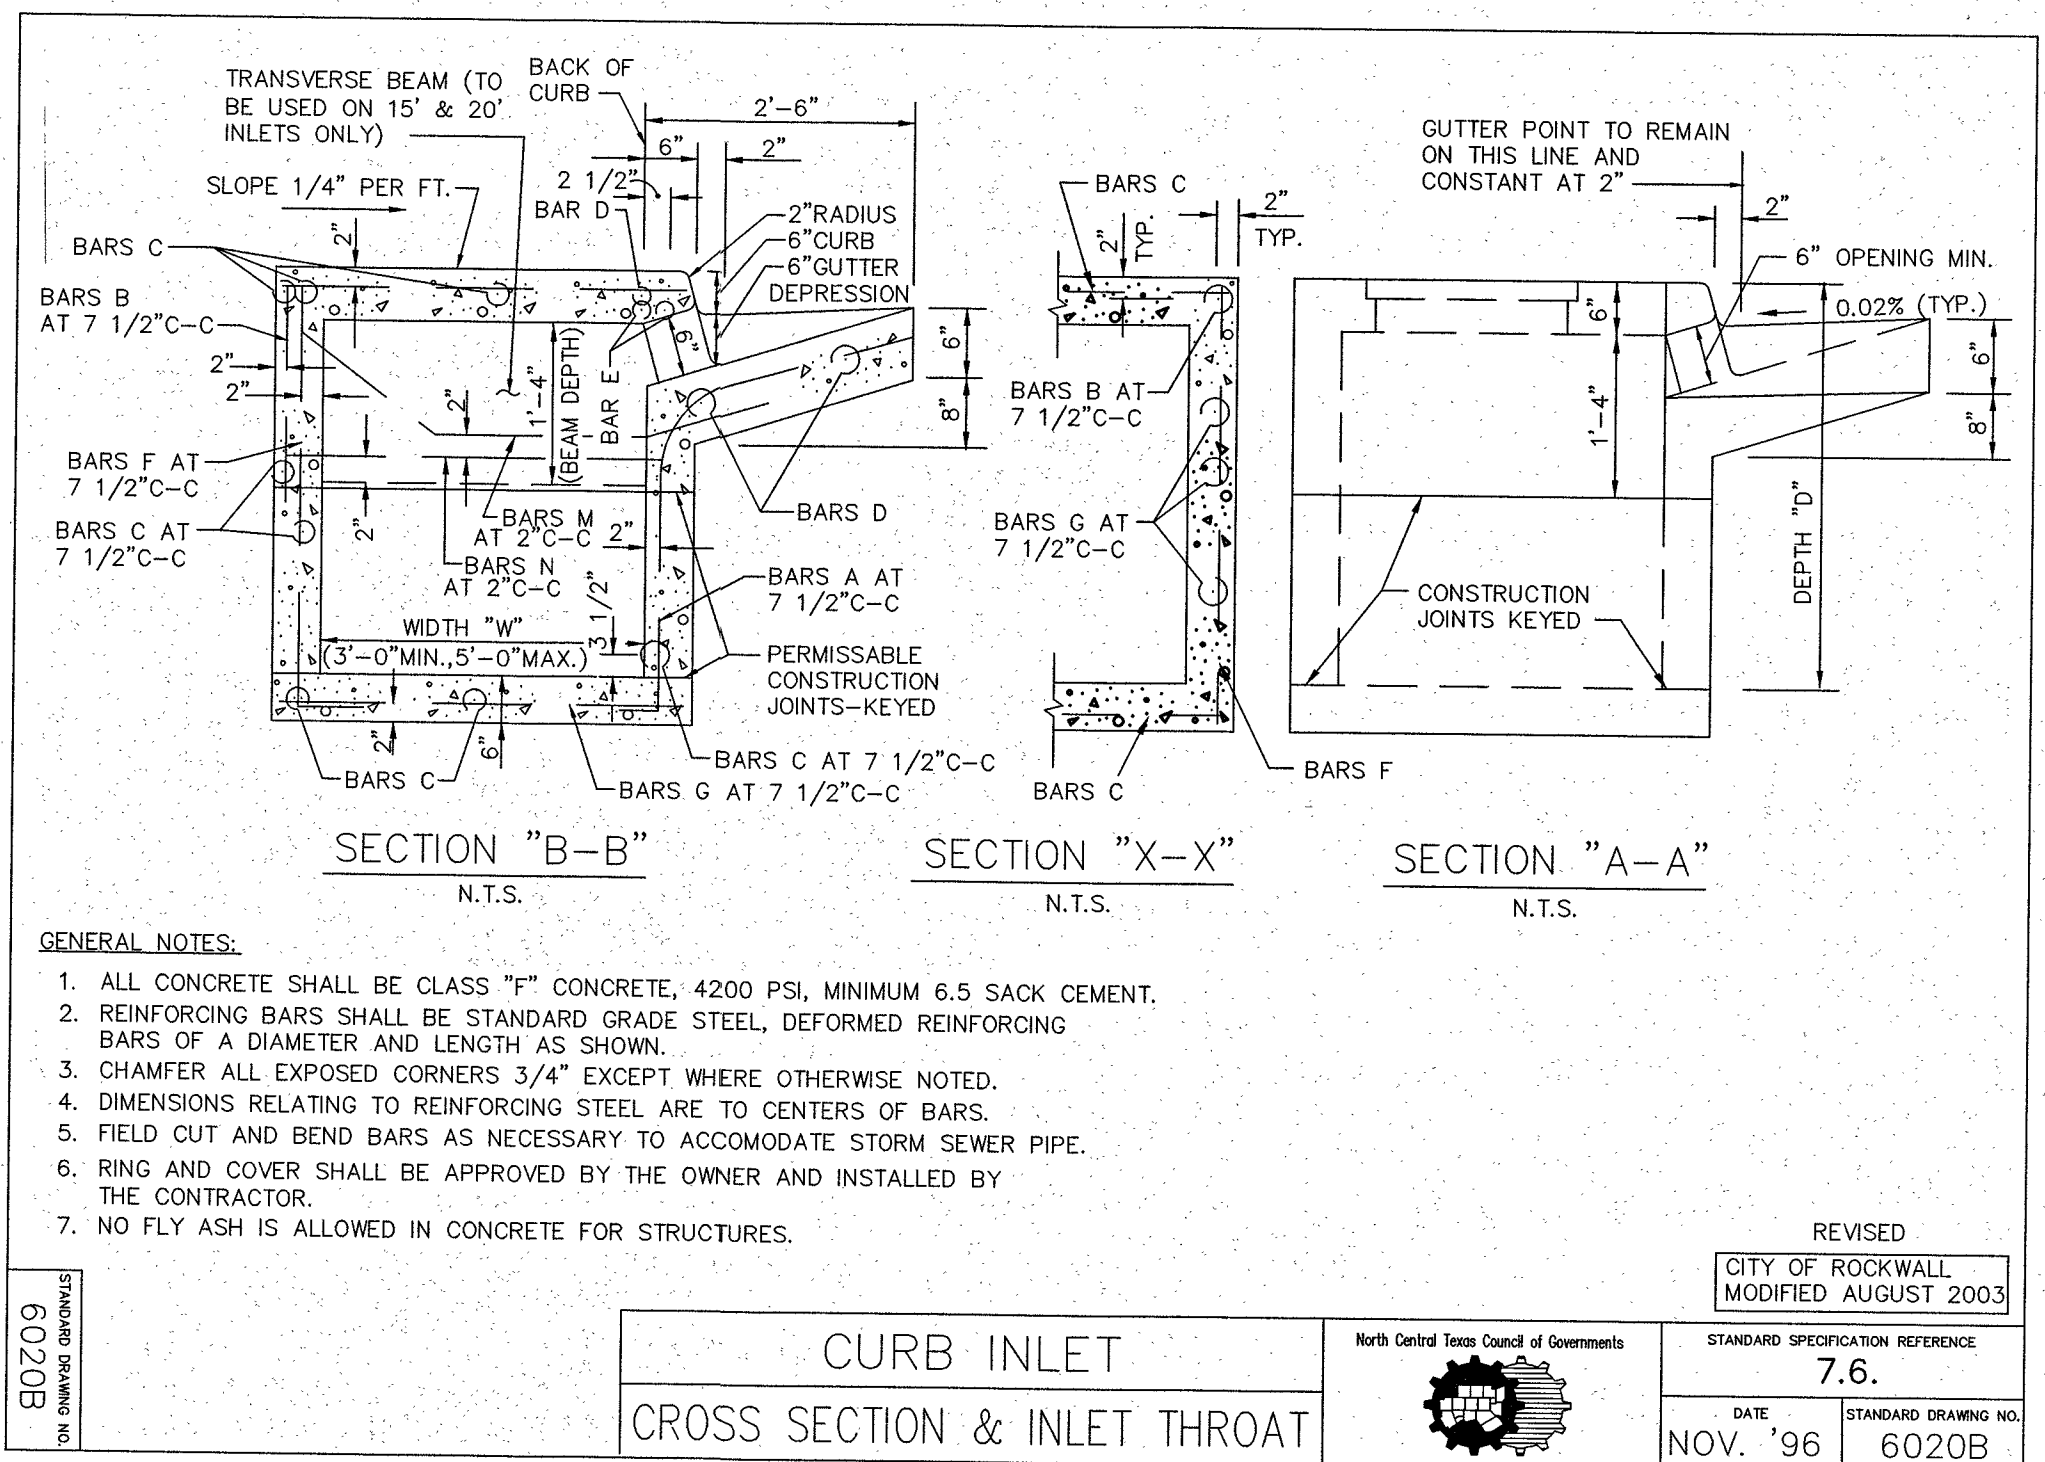 TRANSVERSE BEAM (TO
BE USED ON 15' & 20'
INLETS ONLY)
BACK OF
CURB
2'-6"
6"
2"
2 1/2"
BAR D
SLOPE 1/4" PER FT.
2"
BARS C
BARS B
AT 7 1/2"C-C
2"
2"
2"RADIUS
6"CURB
6"GUTTER
DEPRESSION
6"
6"
8"
1'-4"
(BEAM DEPTH)
BAR E
2"
BARS F AT
7 1/2"C-C
BARS C AT
7 1/2"C-C
2"
BARS M
AT 2"C-C
BARS N
AT 2"C-C
2"
BARS D
BARS A AT
7 1/2"C-C
3 1/2"
WIDTH "W"
(3'-0"MIN.,5'-0"MAX.)
PERMISSABLE
CONSTRUCTION
JOINTS-KEYED
2"
6"
BARS C
BARS C AT 7 1/2"C-C
BARS G AT 7 1/2"C-C
SECTION "B-B"
N.T.S.
BARS C
2"
TYP.
2"
TYP.
BARS B AT
7 1/2"C-C
BARS G AT
7 1/2"C-C
BARS C
BARS F
SECTION "X-X"
N.T.S.
GUTTER POINT TO REMAIN
ON THIS LINE AND
CONSTANT AT 2"
2"
6" OPENING MIN.
0.02% (TYP.)
6"
6"
8"
1'-4"
DEPTH "D"
CONSTRUCTION
JOINTS KEYED
SECTION "A-A"
N.T.S.
GENERAL NOTES:
1. ALL CONCRETE SHALL BE CLASS "F" CONCRETE, 4200 PSI, MINIMUM 6.5 SACK CEMENT.
2. REINFORCING BARS SHALL BE STANDARD GRADE STEEL, DEFORMED REINFORCING
BARS OF A DIAMETER AND LENGTH AS SHOWN.
3. CHAMFER ALL EXPOSED CORNERS 3/4" EXCEPT WHERE OTHERWISE NOTED.
4. DIMENSIONS RELATING TO REINFORCING STEEL ARE TO CENTERS OF BARS.
5. FIELD CUT AND BEND BARS AS NECESSARY TO ACCOMODATE STORM SEWER PIPE.
6. RING AND COVER SHALL BE APPROVED BY THE OWNER AND INSTALLED BY
THE CONTRACTOR.
7. NO FLY ASH IS ALLOWED IN CONCRETE FOR STRUCTURES.
REVISED
CITY OF ROCKWALL
MODIFIED AUGUST 2003
STANDARD DRAWING NO.
6020B
CURB INLET
CROSS SECTION & INLET THROAT
North Central Texas Council of Governments
STANDARD SPECIFICATION REFERENCE
7.6.
DATE
NOV. '96
STANDARD DRAWING NO.
6020B